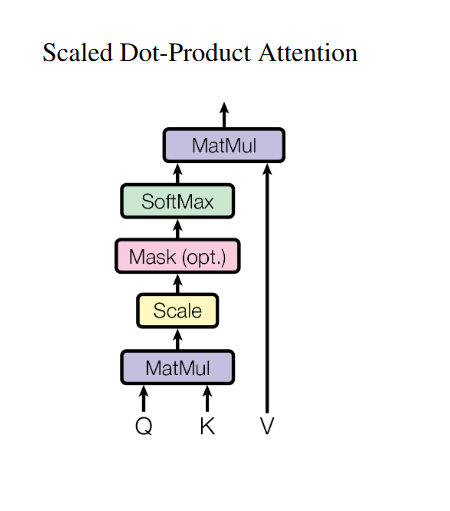 Scaled Dot-Product Attention
MatMul
SoftMax
Mask (opt.)
Scale
MatMul
Q K V